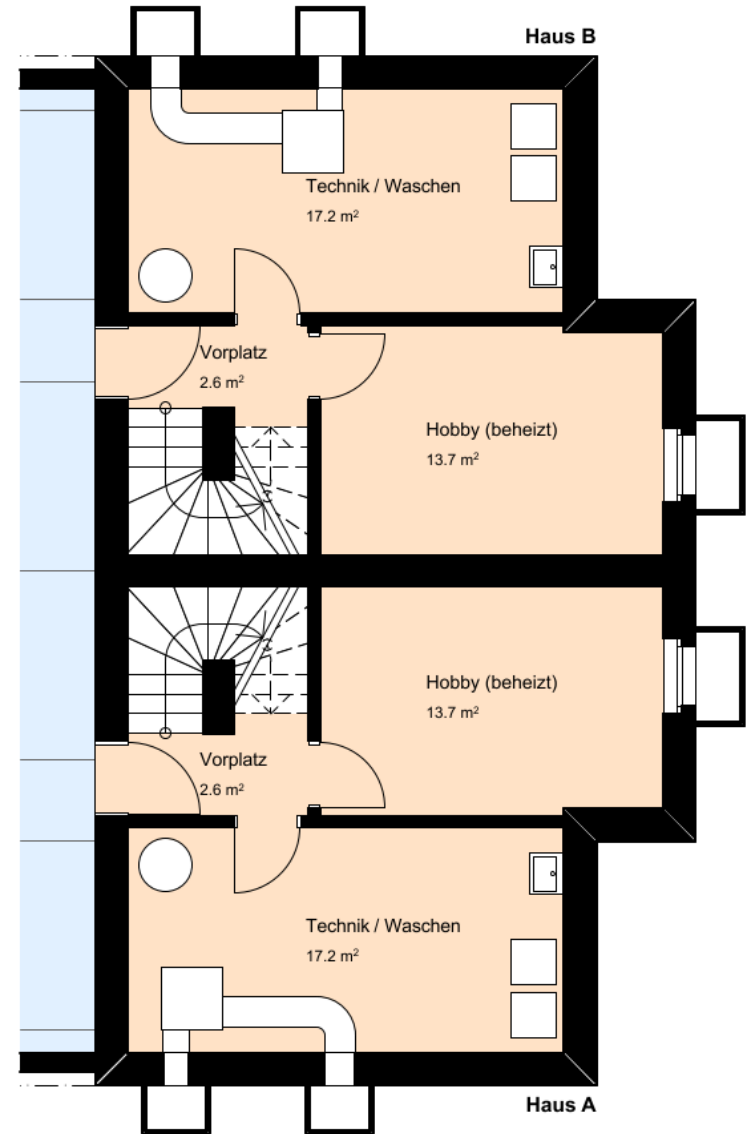 Haus B
Technik / Waschen
17.2 m²
Vorplatz
2.6 m²
Hobby (beheizt)
13.7 m²
Hobby (beheizt)
13.7 m²
Vorplatz
2.6 m²
Technik / Waschen
17.2 m²
Haus A